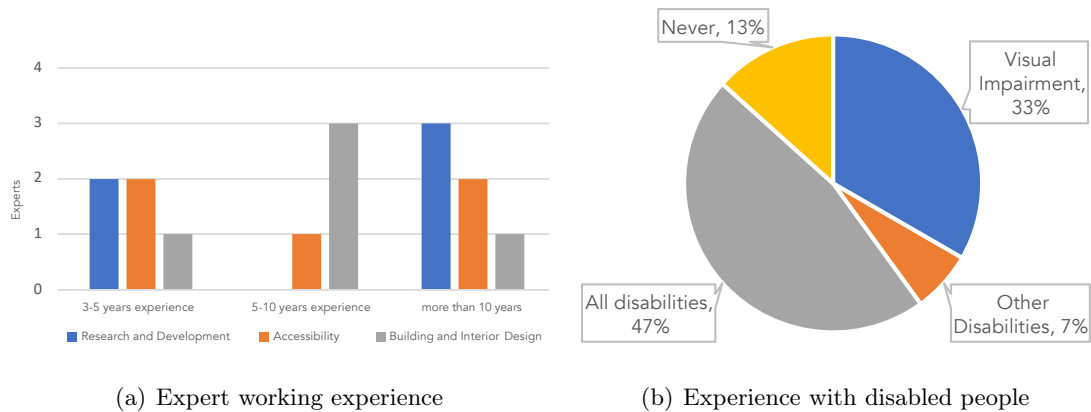 4
3
2
1
0
Experts
3-5 years experience
5-10 years experience
more than 10 years
Research and Development
Accessibility
Building and Interior Design
(a) Expert working experience
Never, 13%
Visual
Impairment,
33%
All disabilities,
47%
Other
Disabilities, 7%
(b) Experience with disabled people